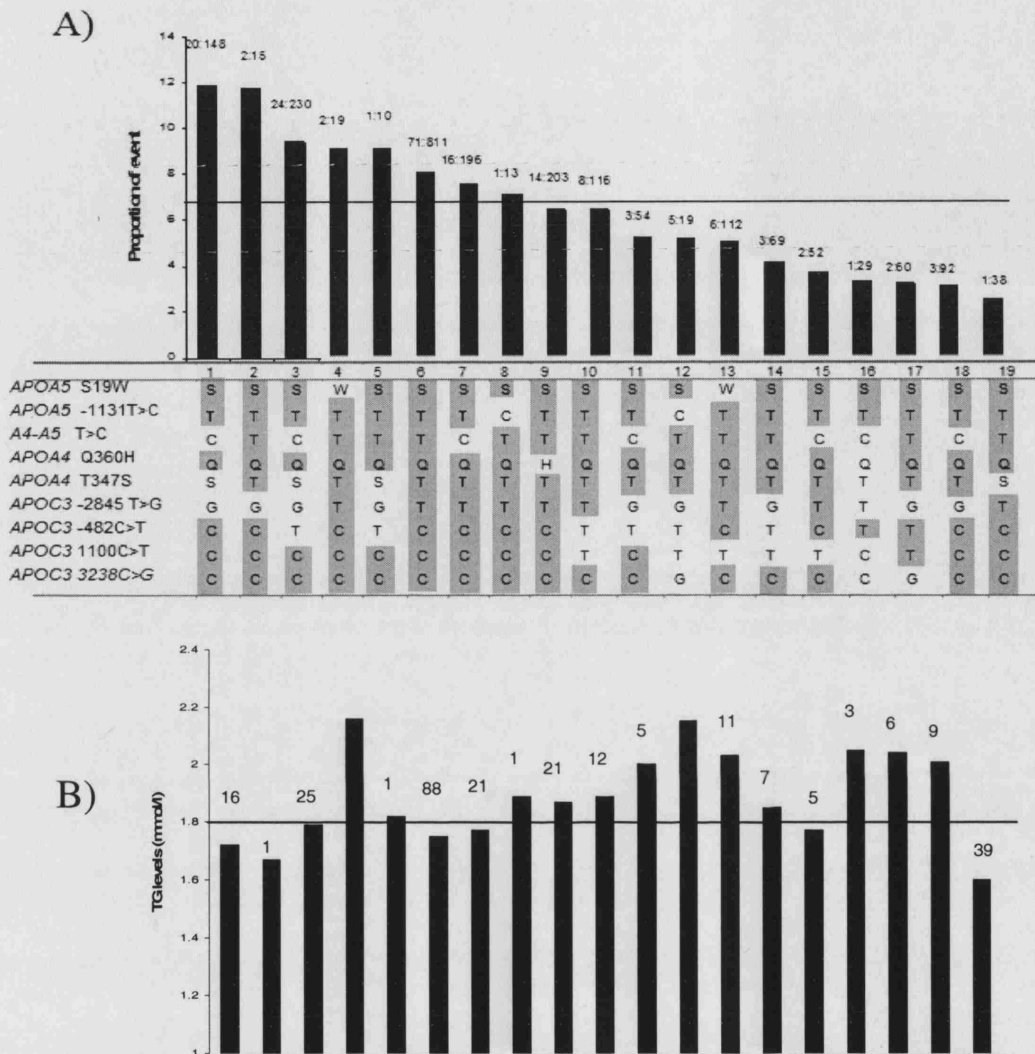 A)
14
12
10
8
6
4
2
0
Proportion of event
20:148 2:15 24:230 2:19 1:10 71:811 16:196 1:13 14:203 8:116 3:54 5:19 6:112 3:69 2:52 1:29 2:60 3:92 1:38
1 2 3 4 5 6 7 8 9 10 11 12 13 14 15 16 17 18 19
APOA5 S19W S S S W S S S S S S S S W S S S S S S
APOA5 -1131T>C T T T T T T T C T T T C T T T T T T T
A4-A5 T>C C T C T T T C T T T C T T T C C T C T
APOA4 Q360H Q Q Q Q Q Q Q Q H Q Q Q Q Q Q Q Q Q Q
APOA4 T347S S T S T S T T T T T T T T T T T T T S
APOC3 -2845 T>G G G G T G T T T T T G G T G T T G G T
APOC3 -482C>T C C T C T C C C C T T T C T C T T C C
APOC3 1100C>T C C C C C C C C C T C T T T T C T C C
APOC3 3238C>G C C C C C C C C C C C G C C C C G C C
B)
2.4
2.2
2
1.8
1.6
1.4
1.2
1
TG levels (mmol/l)
16 1 25 1 88 21 1 21 12 5 11 7 5 3 6 9 39